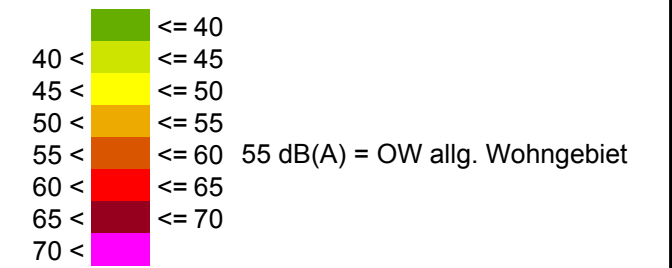 <= 40
40 < <= 45
45 < <= 50
50 < <= 55
55 < <= 60 55 dB(A) = OW allg. Wohngebiet
60 < <= 65
65 < <= 70
70 <